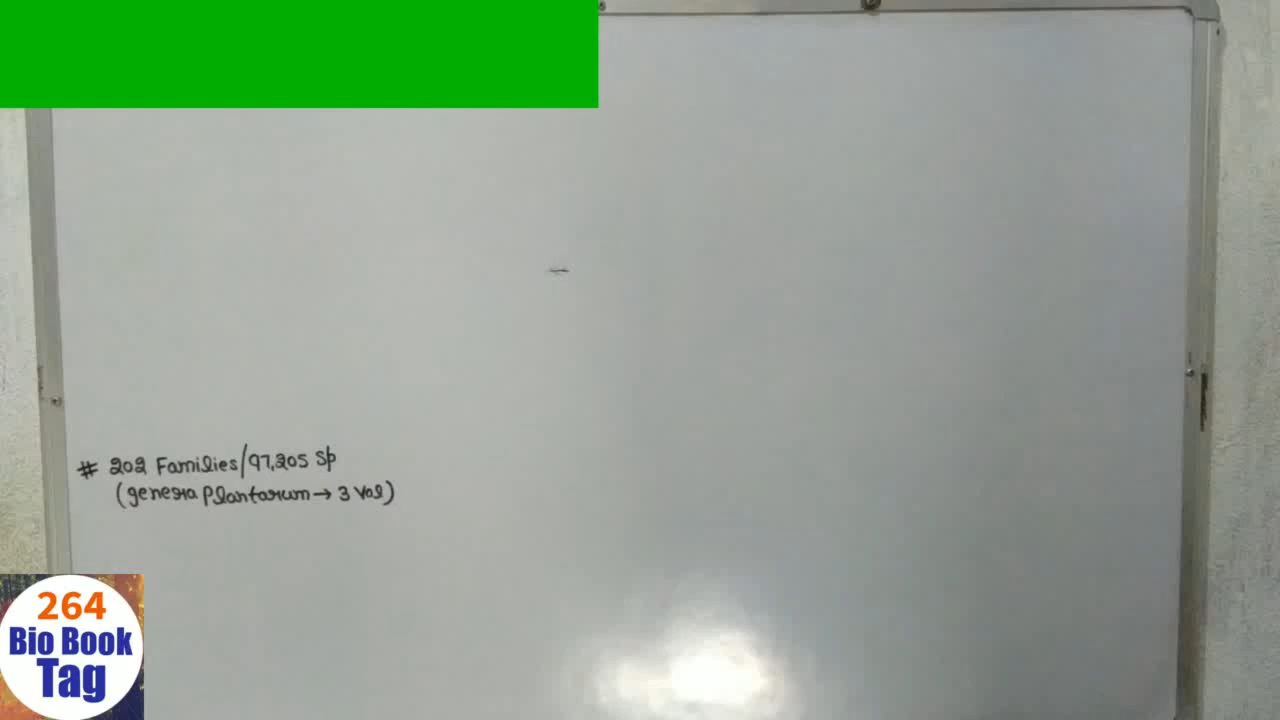 # 202 Families/97,205 Sp
(genera Plantarum → 3 Vol)
264
Bio Book
Tag